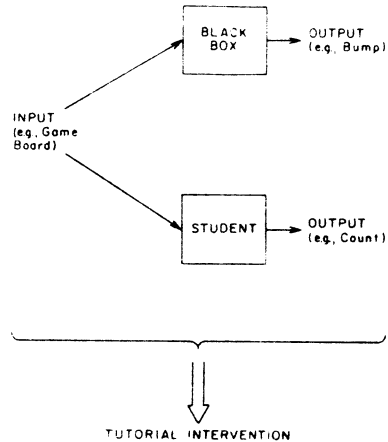 BLACK
BOX
OUTPUT
(e.g., Bump)
INPUT
(e.g., Game
Board)
STUDENT
OUTPUT
(e.g., Count)
TUTORIAL INTERVENTION